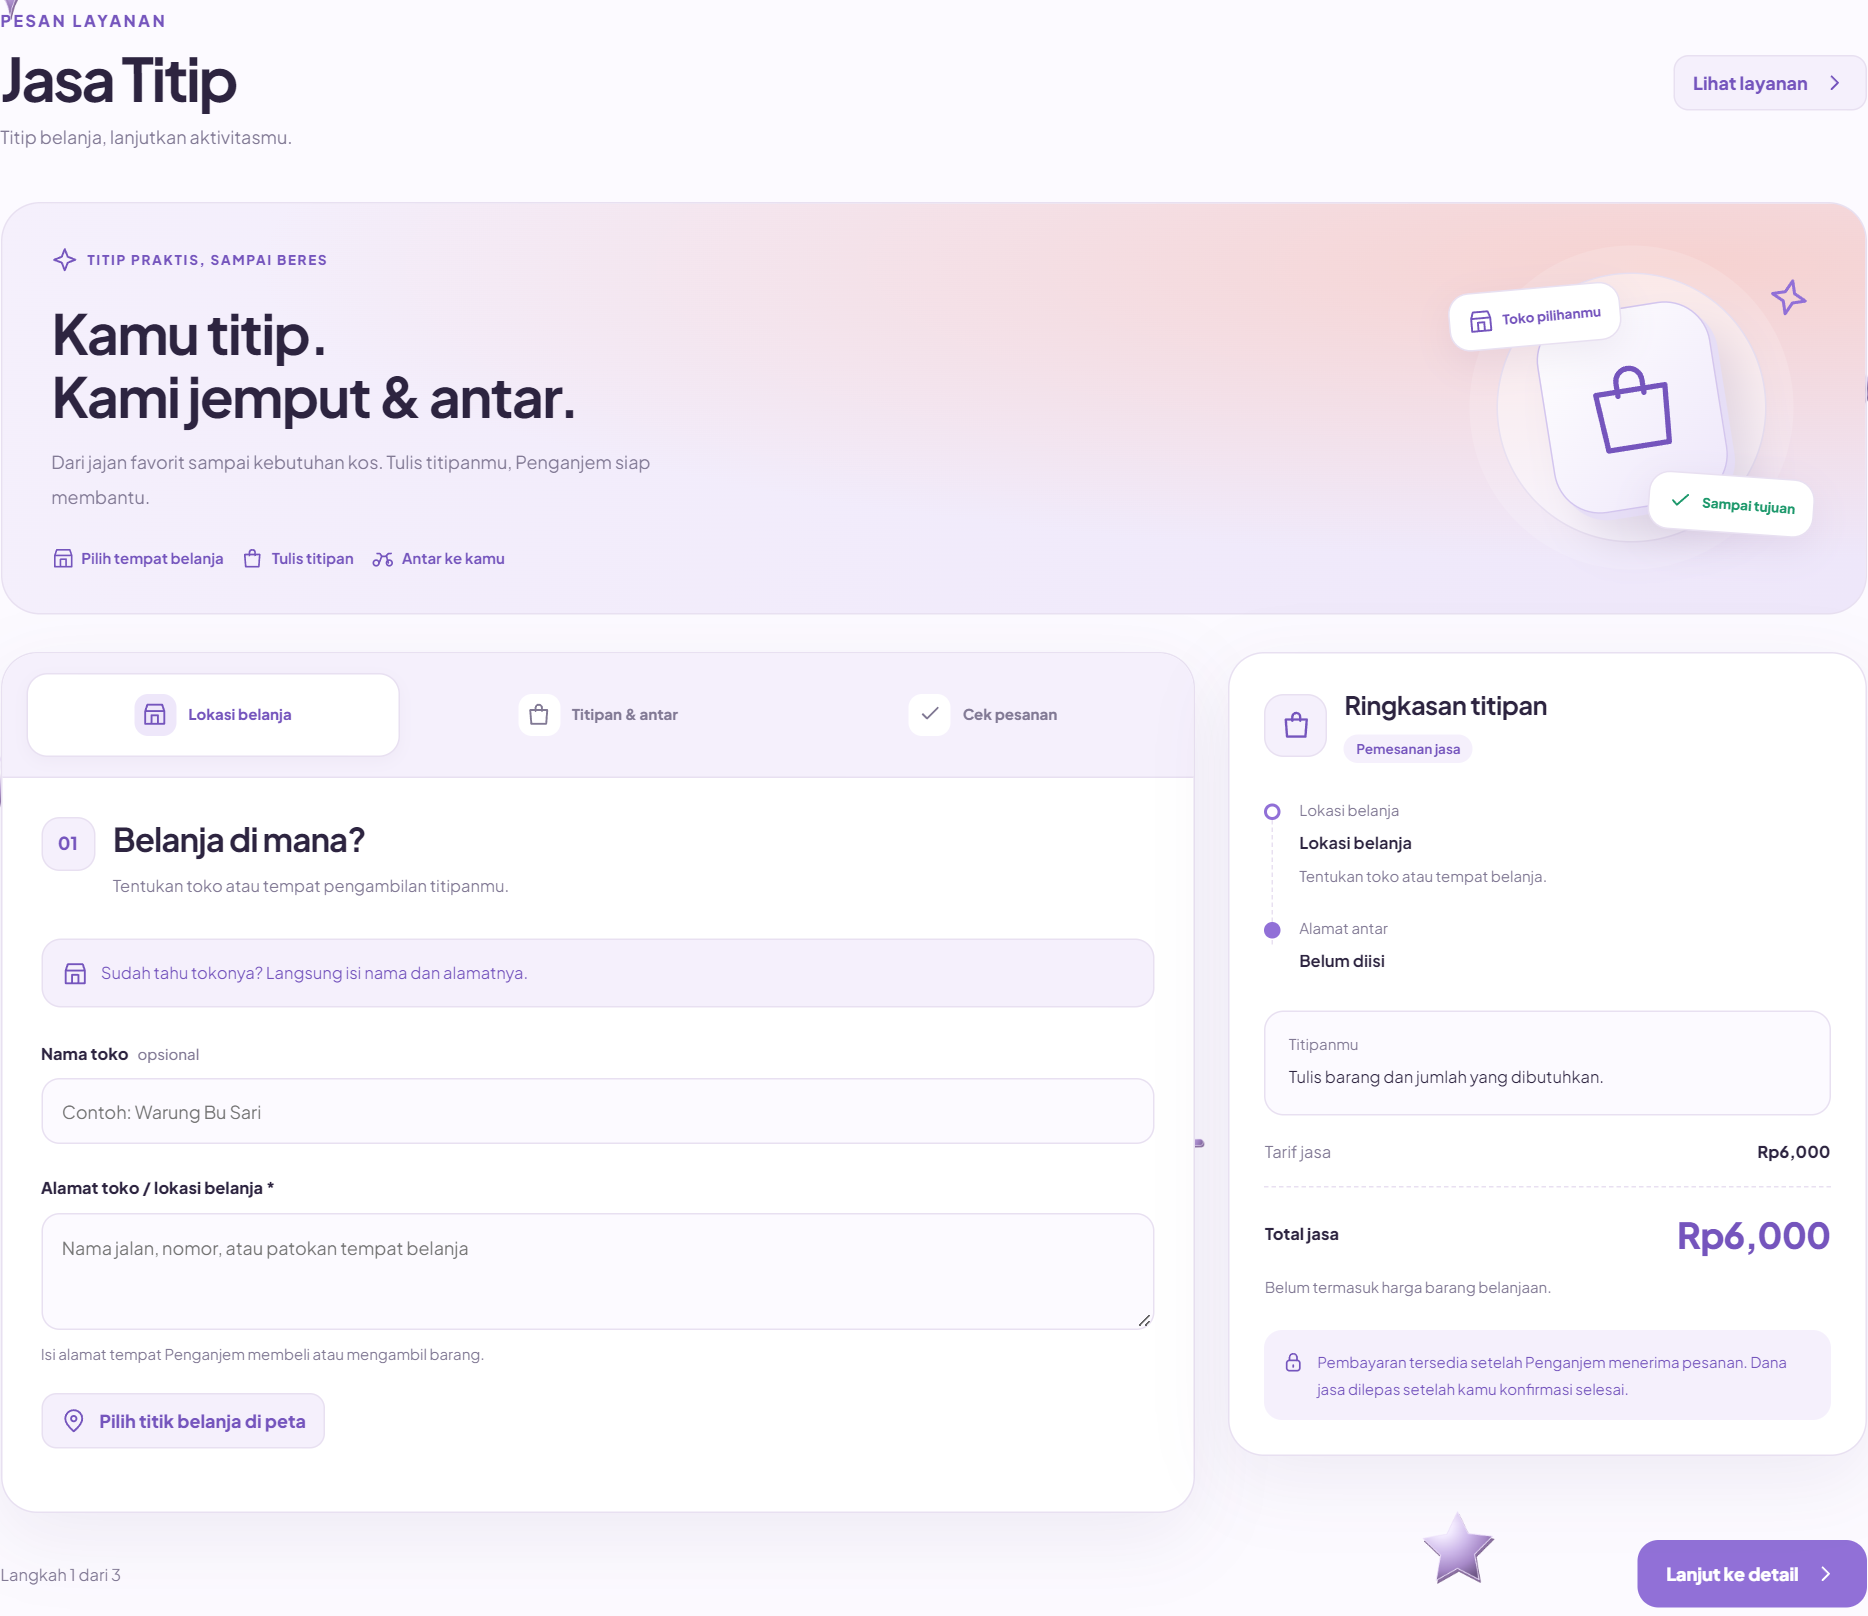 PESAN LAYANAN
Jasa Titip
Titip belanja, lanjutkan aktivitasmu.
Lihat layanan
TITIP PRAKTIS, SAMPAI BERES
Kamu titip.
Kami jemput & antar.
Dari jajan favorit sampai kebutuhan kos. Tulis titipanmu, Penganjem siap
membantu.
Pilih tempat belanja
Tulis titipan
Antar ke kamu
Toko pilihanmu
Sampai tujuan
Lokasi belanja
Titipan & antar
Cek pesanan
01
Belanja di mana?
Tentukan toko atau tempat pengambilan titipanmu.
Sudah tahu tokonya? Langsung isi nama dan alamatnya.
Nama toko opsional
Contoh: Warung Bu Sari
Alamat toko / lokasi belanja *
Nama jalan, nomor, atau patokan tempat belanja
Isi alamat tempat Penganjem membeli atau mengambil barang.
Pilih titik belanja di peta
Ringkasan titipan
Pemesanan jasa
Lokasi belanja
Lokasi belanja
Tentukan toko atau tempat belanja.
Alamat antar
Belum diisi
Titipanmu
Tulis barang dan jumlah yang dibutuhkan.
Tarif jasa Rp6,000
Total jasa Rp6,000
Belum termasuk harga barang belanjaan.
Pembayaran tersedia setelah Penganjem menerima pesanan. Dana
jasa dilepas setelah kamu konfirmasi selesai.
Langkah 1 dari 3
Lanjut ke detail